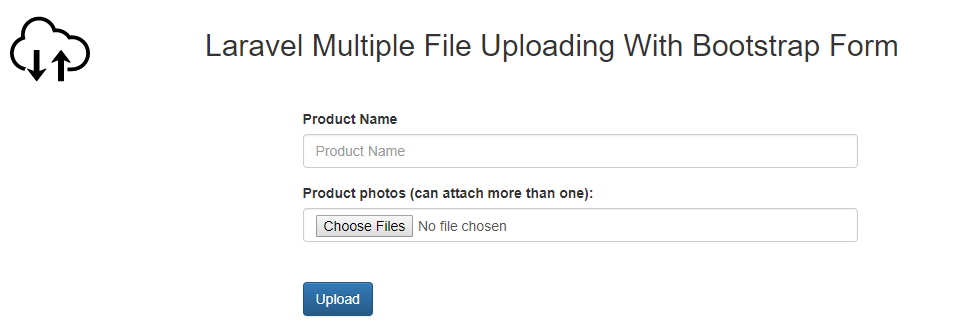 Laravel Multiple File Uploading With Bootstrap Form
Product Name
Product Name
Product photos (can attach more than one):
Choose Files No file chosen
Upload